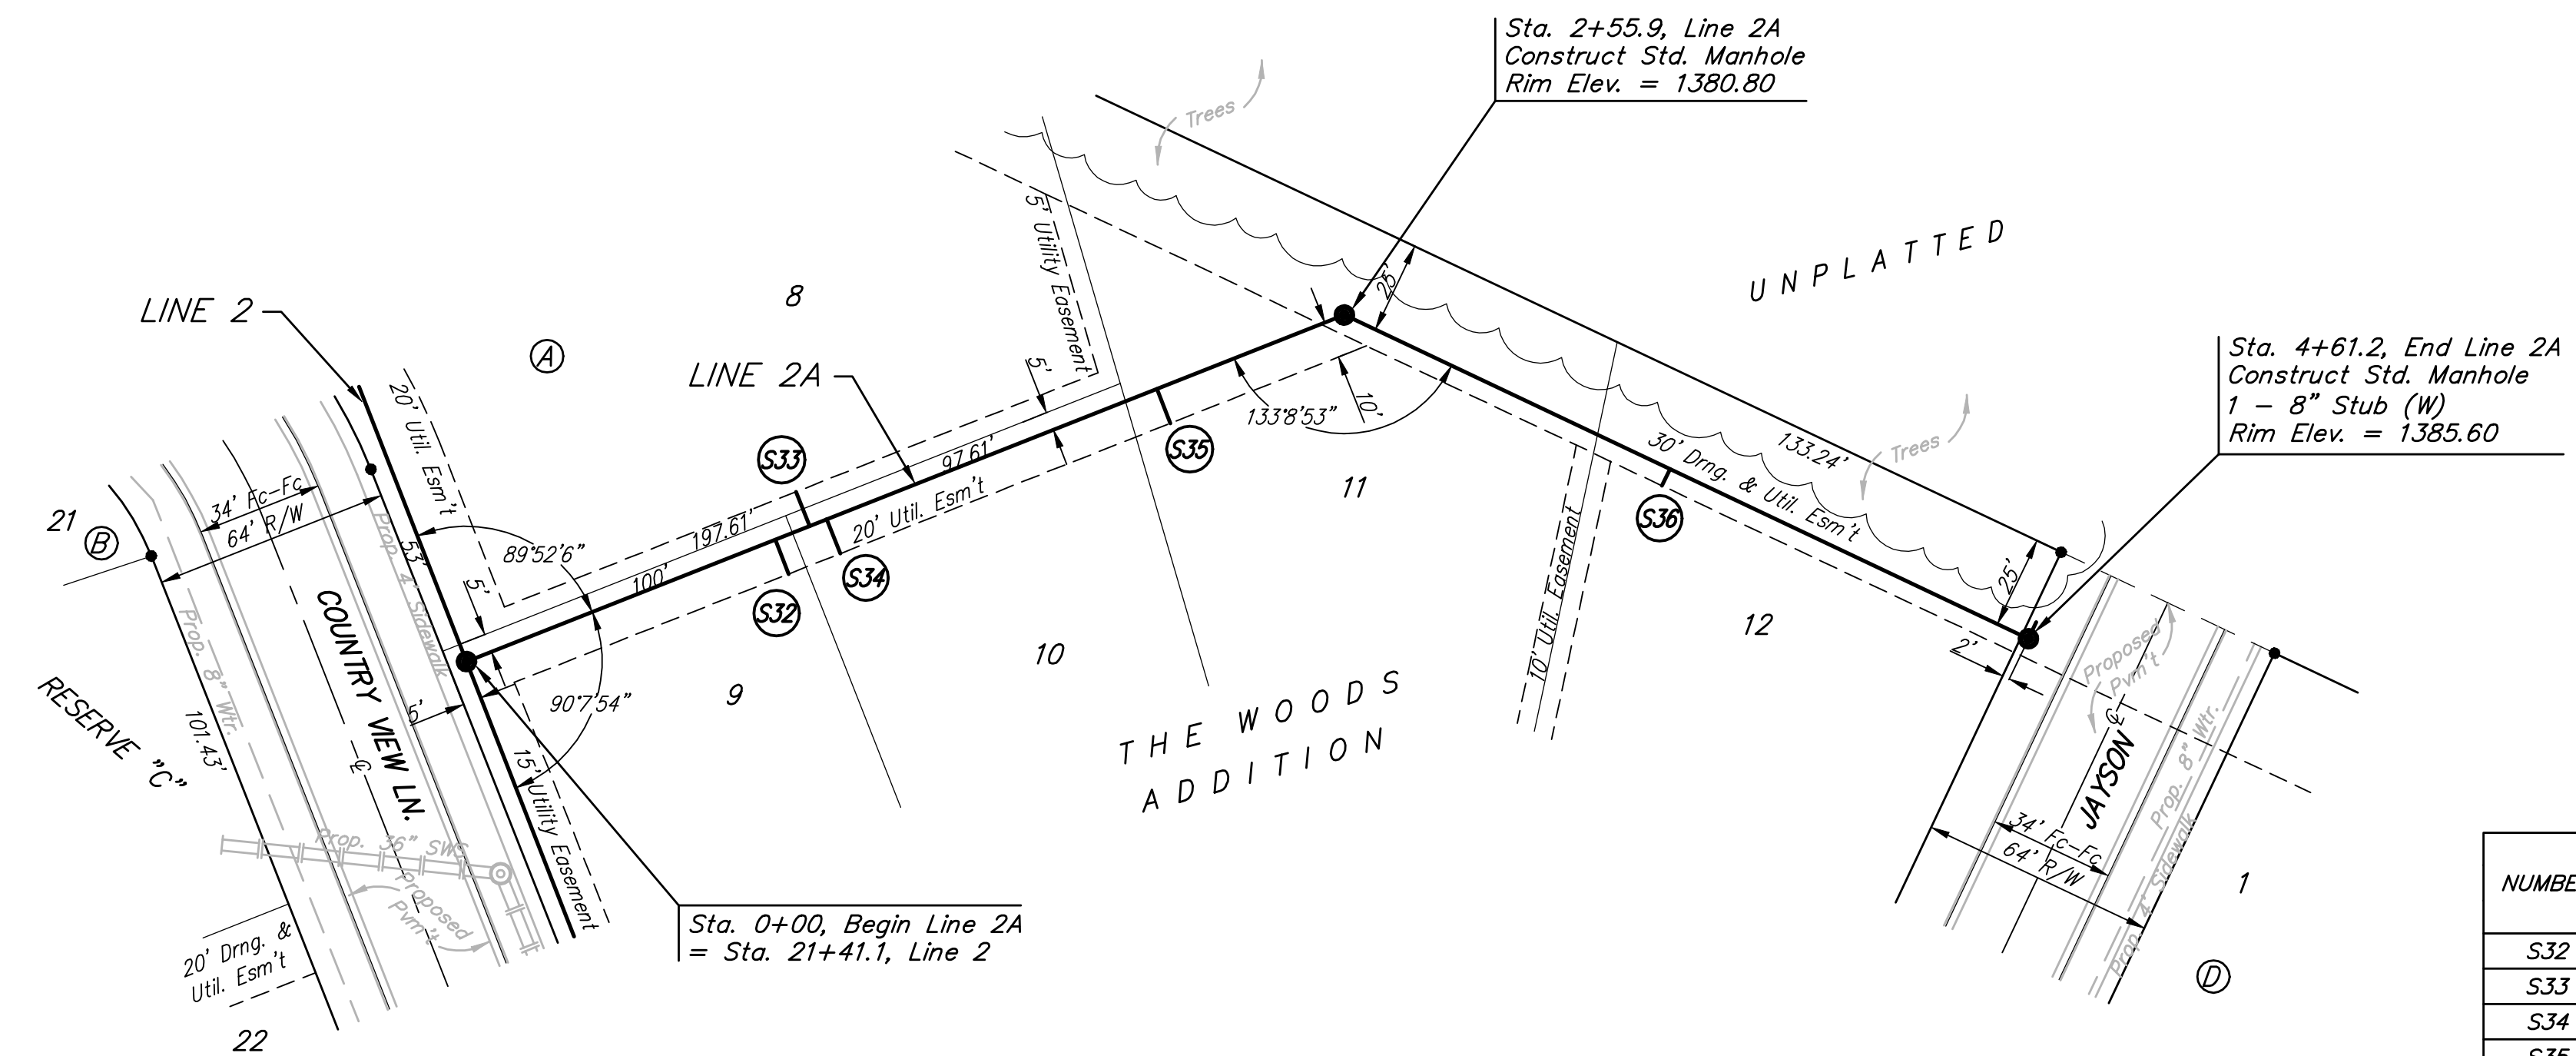 Sta. 2+55.9, Line 2A
Construct Std. Manhole
Rim Elev. = 1380.80
Trees
UNPLATTED
5' Utility Easement
25'
LINE 2
8
A
LINE 2A
5'
133°8'53"
10'
Sta. 4+61.2, End Line 2A
Construct Std. Manhole
1 - 8" Stub (W)
Rim Elev. = 1385.60
20' Util. Esm't
S33
97.61'
S35
30' Drng. & Util. Esm't
133.24'
Trees
34' Fc-Fc
64' R/W
21
B
Prop. 4' Sidewalk
53'
89°52'6"
197.61'
100'
20' Util. Esm't
11
S36
5'
S34
S32
10' Util. Easement
12
25'
2'
Prop. 8" Wtr.
COUNTRY VIEW LN.
℄
5'
90°7'54"
9
10
THE WOODS
ADDITION
Proposed
Pvm't
℄
JAYSON
Prop. 8" Wtr.
RESERVE "C"
101.43'
15' Utility Easement
Prop. 36" SWS
Proposed
Pvm't
34' Fc-Fc
64' R/W
Prop. 4' Sidewalk
1
D
20' Drng. &
Util. Esm't
22
Sta. 0+00, Begin Line 2A
= Sta. 21+41.1, Line 2
NUMBE
S32
S33
S34
S35